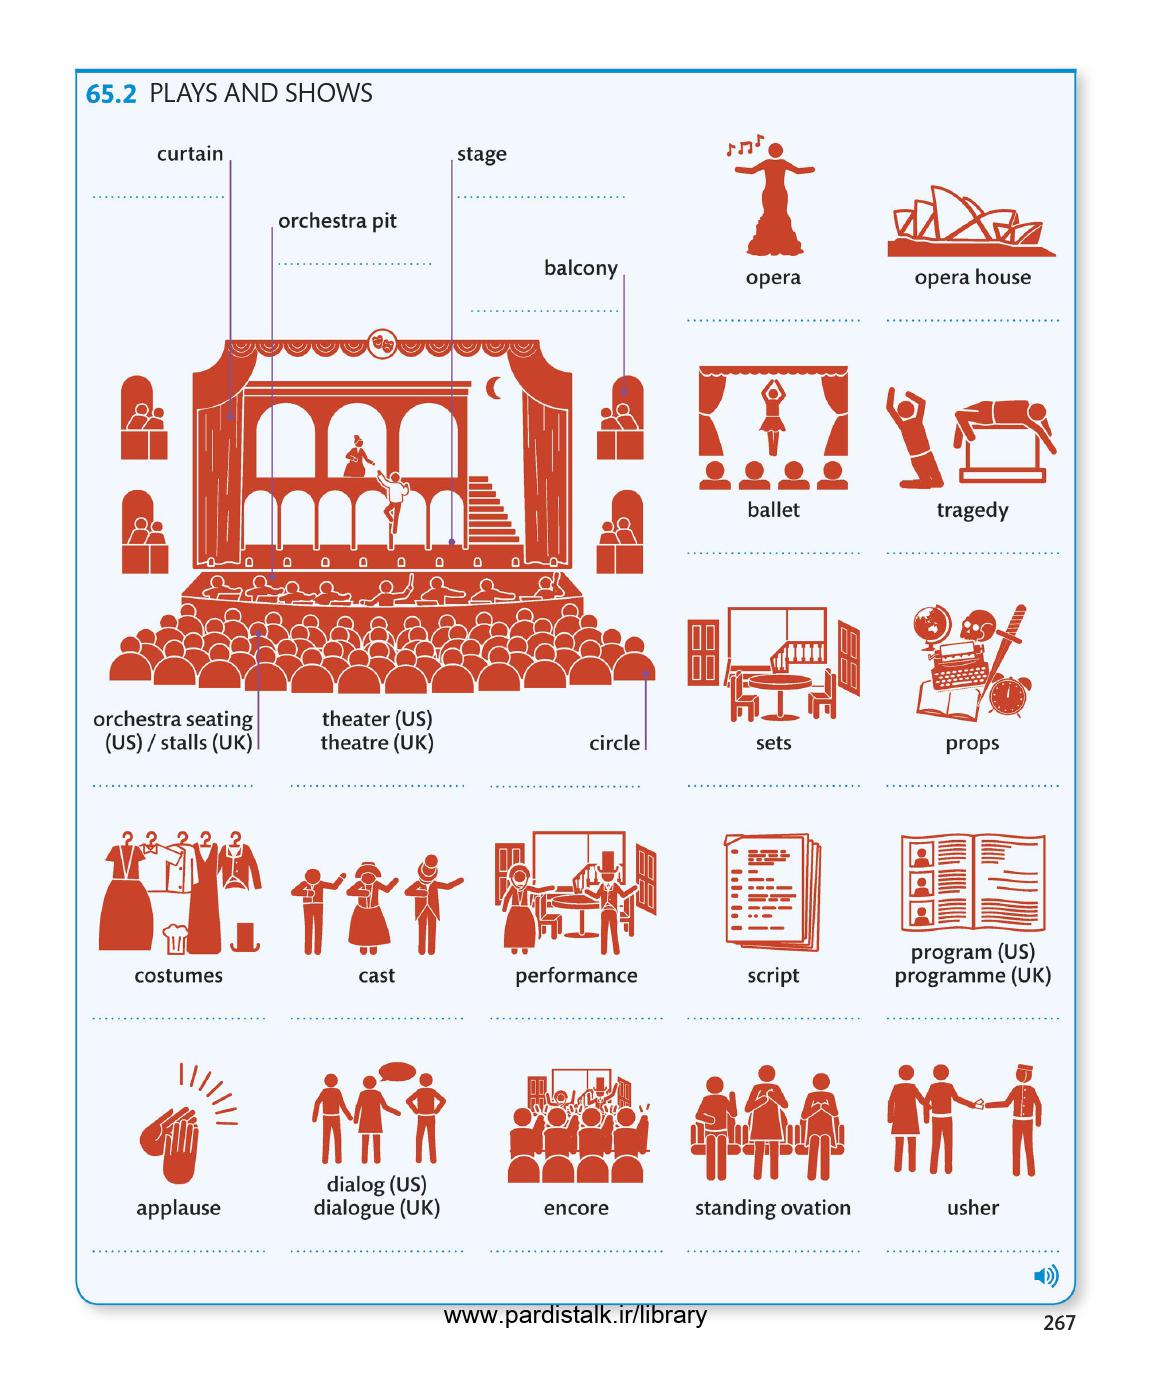 65.2 PLAYS AND SHOWS
curtain
stage
orchestra pit
balcony
opera
opera house
ballet
tragedy
orchestra seating
(US) / stalls (UK)
theater (US)
theatre (UK)
circle
sets
props
costumes
cast
performance
script
program (US)
programme (UK)
applause
dialog (US)
dialogue (UK)
encore
standing ovation
usher
www.pardistalk.ir/library
267